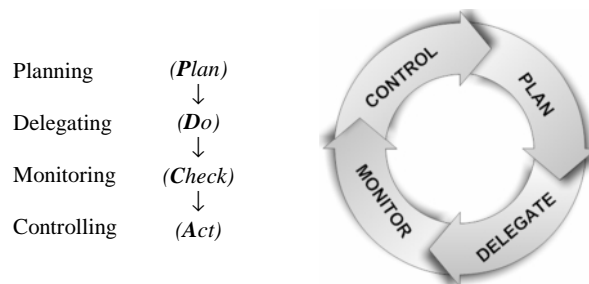 Planning (Plan)
↓
Delegating (Do)
↓
Monitoring (Check)
↓
Controlling (Act)
CONTROL
PLAN
MONITOR
DELEGATE